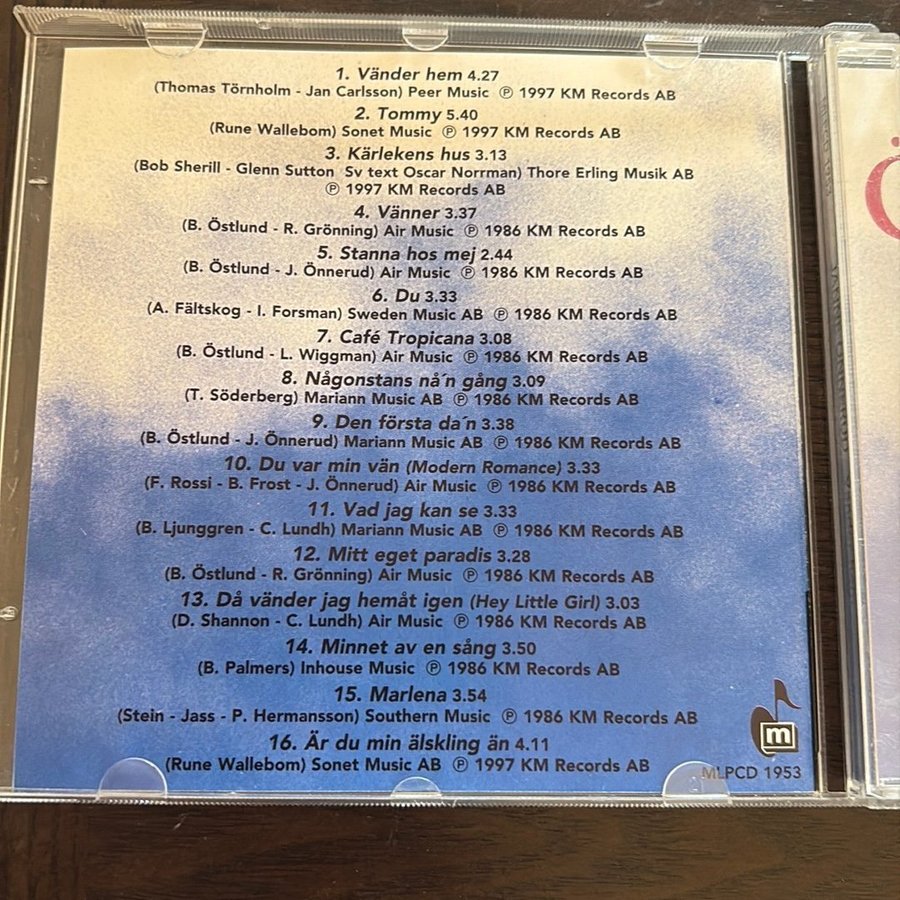 1. Vänder hem 4.27
(Thomas Törnholm - Jan Carlsson) Peer Music ℗ 1997 KM Records AB
2. Tommy 5.40
(Rune Wallebom) Sonet Music ℗ 1997 KM Records AB
3. Kärlekens hus 3.13
(Bob Sherill - Glenn Sutton Sv text Oscar Norrman) Thore Erling Musik AB
℗ 1997 KM Records AB
4. Vänner 3.37
(B. Östlund - R. Grönning) Air Music ℗ 1986 KM Records AB
5. Stanna hos mej 2.44
(B. Östlund - J. Önnerud) Air Music ℗ 1986 KM Records AB
6. Du 3.33
(A. Fältskog - I. Forsman) Sweden Music AB ℗ 1986 KM Records AB
7. Café Tropicana 3.08
(B. Östlund - L. Wiggman) Air Music ℗ 1986 KM Records AB
8. Någonstans nå´n gång 3.09
(T. Söderberg) Mariann Music AB ℗ 1986 KM Records AB
9. Den första da´n 3.38
(B. Östlund - J. Önnerud) Mariann Music AB ℗ 1986 KM Records AB
10. Du var min vän (Modern Romance) 3.33
(F. Rossi - B. Frost - J. Önnerud) Air Music ℗ 1986 KM Records AB
11. Vad jag kan se 3.33
(B. Ljunggren - C. Lundh) Mariann Music AB ℗ 1986 KM Records AB
12. Mitt eget paradis 3.28
(B. Östlund - R. Grönning) Air Music ℗ 1986 KM Records AB
13. Då vänder jag hemåt igen (Hey Little Girl) 3.03
(D. Shannon - C. Lundh) Air Music ℗ 1986 KM Records AB
14. Minnet av en sång 3.50
(B. Palmers) Inhouse Music ℗ 1986 KM Records AB
15. Marlena 3.54
(Stein - Jass - P. Hermansson) Southern Music ℗ 1986 KM Records AB
16. Är du min älskling än 4.11
(Rune Wallebom) Sonet Music AB ℗ 1997 KM Records AB
m
MLPCD 1953
Ö